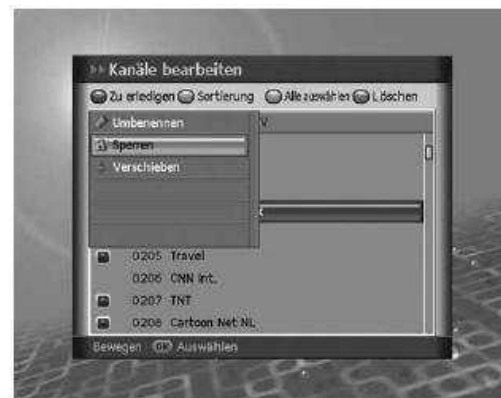 Kanäle bearbeiten
Zu erledigen Sortierung Alle auswählen Löschen
Umbenennen
Sperren
Verschieben
0205 Travel
0206 CNN Int.
0207 TNT
0208 Cartoon Net NL
Bewegen OK Auswählen